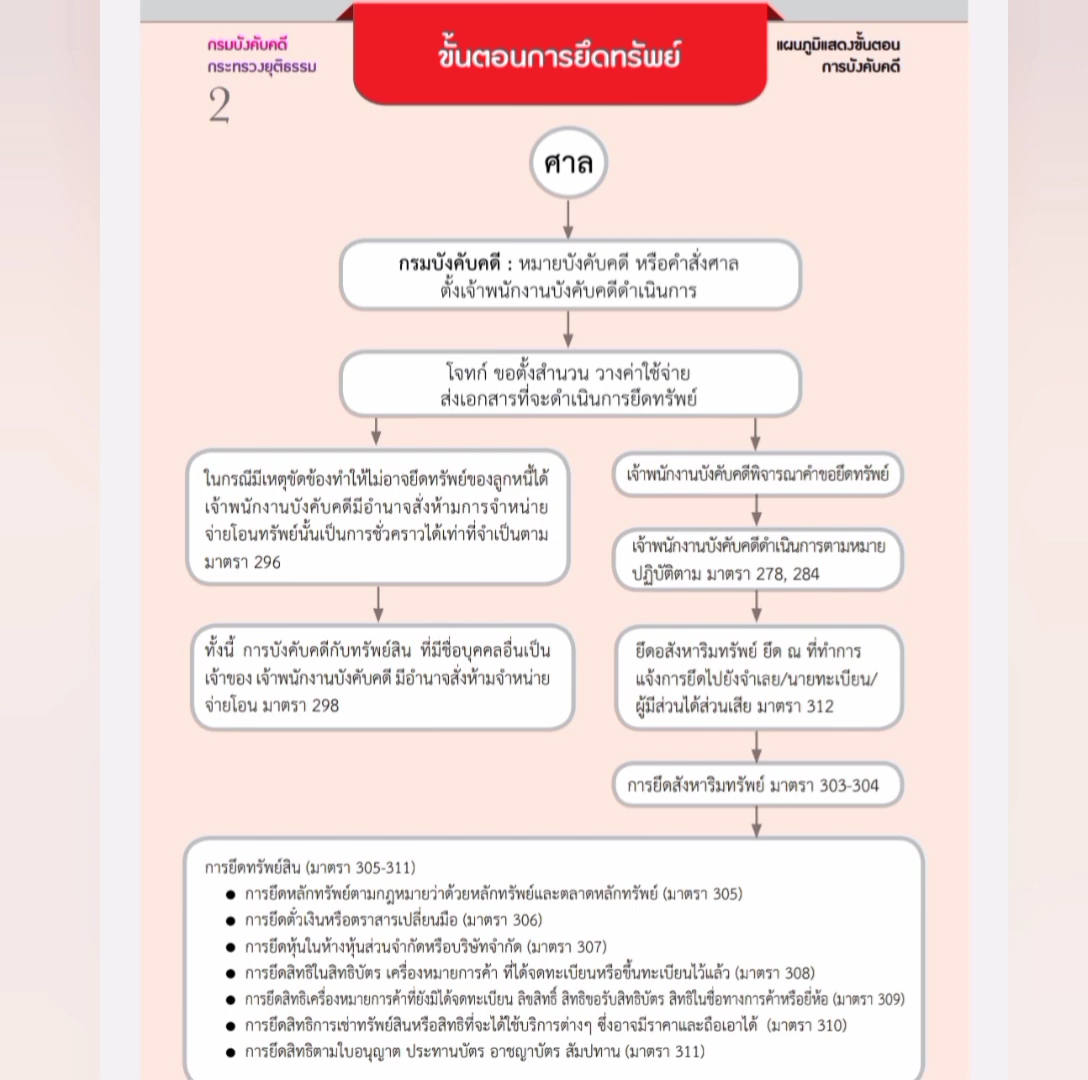 กรมบังคับคดี
กระทรวงยุติธรรม
2
ขั้นตอนการยึดทรัพย์
แผนภูมิแสดงขั้นตอน
การบังคับคดี
ศาล
กรมบังคับคดี : หมายบังคับคดี หรือคำสั่งศาล
ตั้งเจ้าพนักงานบังคับคดีดำเนินการ
โจทก์ ขอตั้งสำนวน วางค่าใช้จ่าย
ส่งเอกสารที่จะดำเนินการยึดทรัพย์
ในกรณีมีเหตุขัดข้องทำให้ไม่อาจยึดทรัพย์ของลูกหนี้ได้
เจ้าพนักงานบังคับคดีมีอำนาจสั่งห้ามการจำหน่าย
จ่ายโอนทรัพย์นั้นเป็นการชั่วคราวได้เท่าที่จำเป็นตาม
มาตรา 296
ทั้งนี้ การบังคับคดีกับทรัพย์สิน ที่มีชื่อบุคคลอื่นเป็น
เจ้าของ เจ้าพนักงานบังคับคดี มีอำนาจสั่งห้ามจำหน่าย
จ่ายโอน มาตรา 298
เจ้าพนักงานบังคับคดีพิจารณาคำขอยึดทรัพย์
เจ้าพนักงานบังคับคดีดำเนินการตามหมาย
ปฏิบัติตาม มาตรา 278, 284
ยึดอสังหาริมทรัพย์ ยึด ณ ที่ทำการ
แจ้งการยึดไปยังจำเลย/นายทะเบียน/
ผู้มีส่วนได้ส่วนเสีย มาตรา 312
การยึดสังหาริมทรัพย์ มาตรา 303-304
การยึดทรัพย์สิน (มาตรา 305-311)
● การยึดหลักทรัพย์ตามกฎหมายว่าด้วยหลักทรัพย์และตลาดหลักทรัพย์ (มาตรา 305)
● การยึดตั๋วเงินหรือตราสารเปลี่ยนมือ (มาตรา 306)
● การยึดหุ้นในห้างหุ้นส่วนจำกัดหรือบริษัทจำกัด (มาตรา 307)
● การยึดสิทธิในสิทธิบัตร เครื่องหมายการค้า ที่ได้จดทะเบียนหรือขึ้นทะเบียนไว้แล้ว (มาตรา 308)
● การยึดสิทธิเครื่องหมายการค้าที่ยังมิได้จดทะเบียน ลิขสิทธิ์ สิทธิขอรับสิทธิบัตร สิทธิในชื่อทางการค้าหรือยี่ห้อ (มาตรา 309)
● การยึดสิทธิการเช่าทรัพย์สินหรือสิทธิที่จะได้ใช้บริการต่างๆ ซึ่งอาจมีราคาและถือเอาได้ (มาตรา 310)
● การยึดสิทธิตามใบอนุญาต ประทานบัตร อาชญาบัตร สัมปทาน (มาตรา 311)